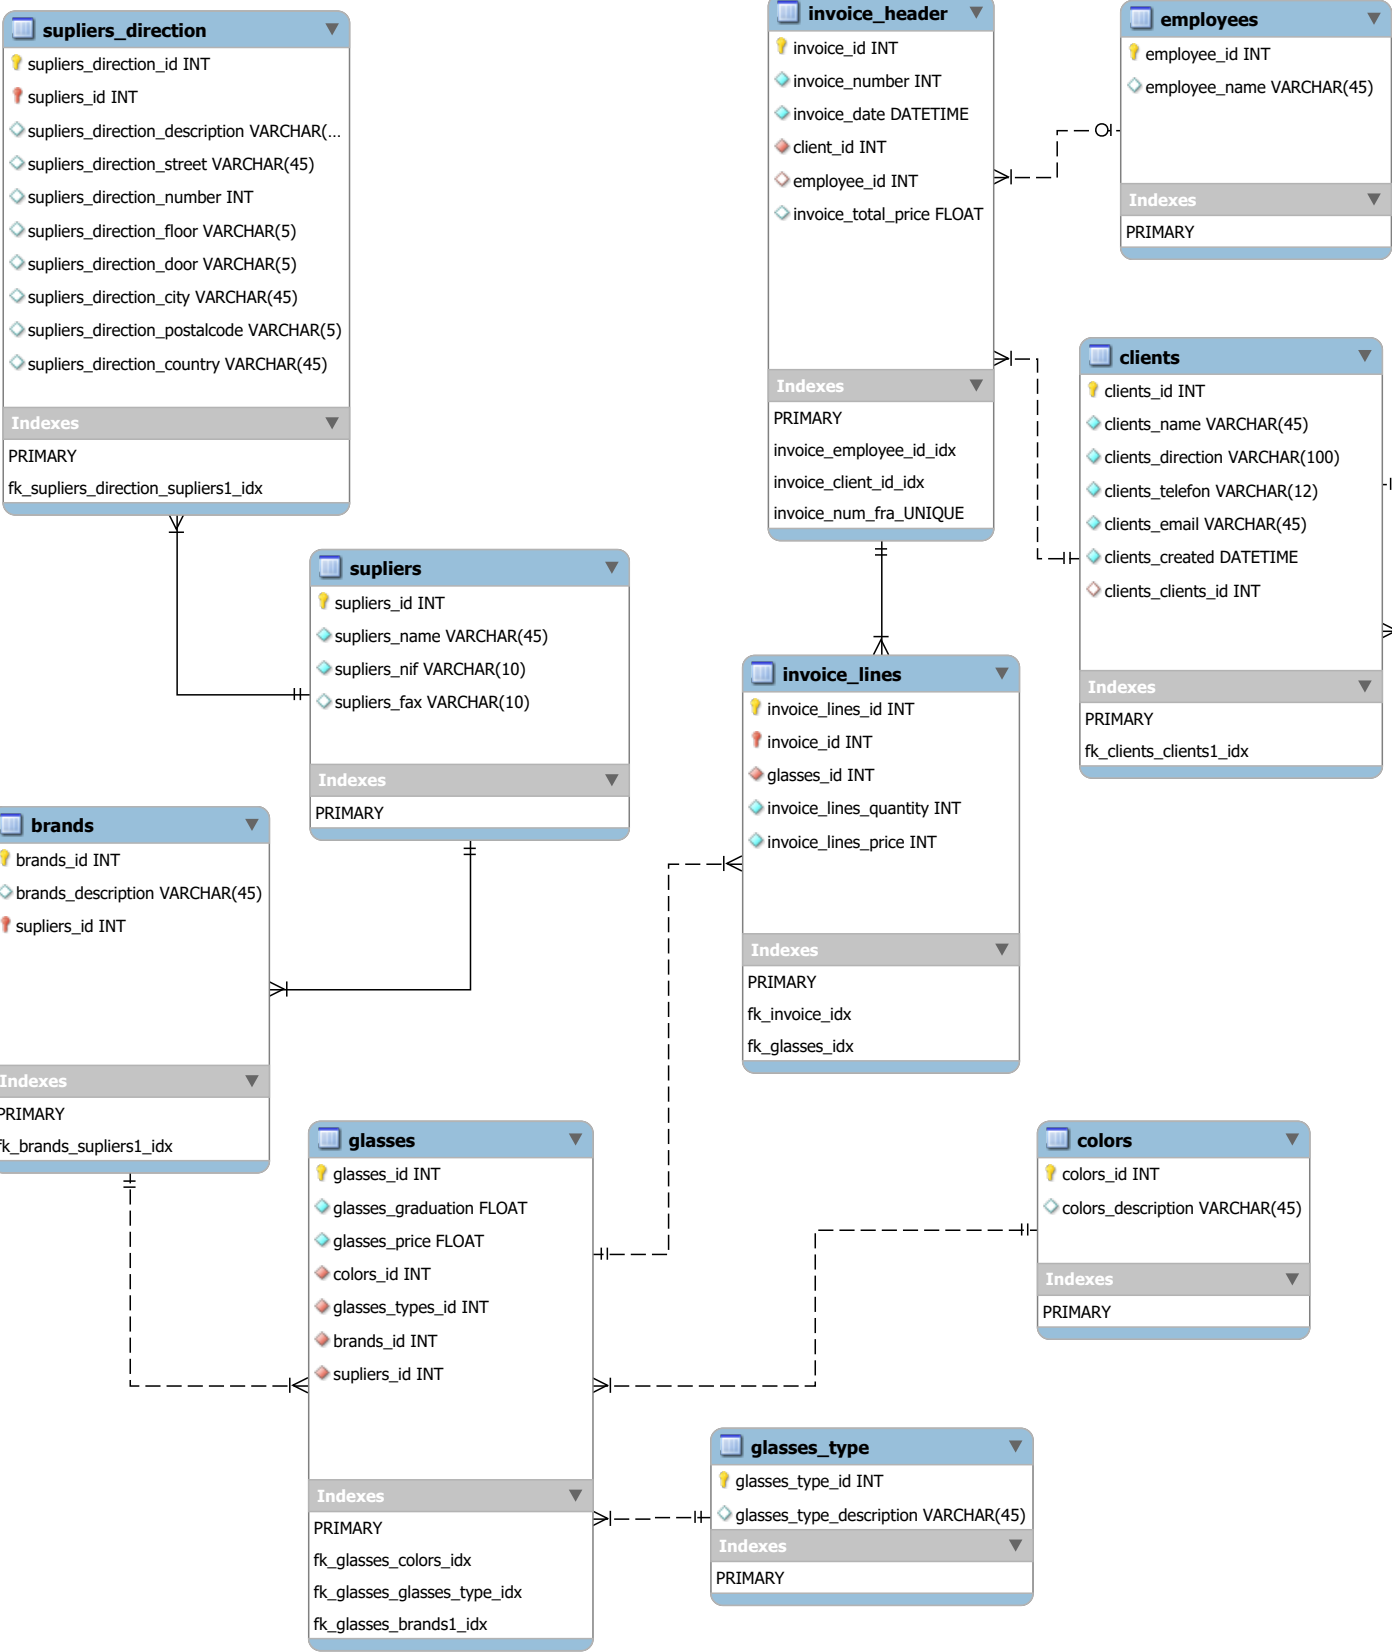 supliers_direction
supliers_direction_id INT
supliers_id INT
supliers_direction_description VARCHAR(...
supliers_direction_street VARCHAR(45)
supliers_direction_number INT
supliers_direction_floor VARCHAR(5)
supliers_direction_door VARCHAR(5)
supliers_direction_city VARCHAR(45)
supliers_direction_postalcode VARCHAR(5)
supliers_direction_country VARCHAR(45)
Indexes
PRIMARY
fk_supliers_direction_supliers1_idx
invoice_header
invoice_id INT
invoice_number INT
invoice_date DATETIME
client_id INT
employee_id INT
invoice_total_price FLOAT
Indexes
PRIMARY
invoice_employee_id_idx
invoice_client_id_idx
invoice_num_fra_UNIQUE
employees
employee_id INT
employee_name VARCHAR(45)
Indexes
PRIMARY
clients
clients_id INT
clients_name VARCHAR(45)
clients_direction VARCHAR(100)
clients_telefon VARCHAR(12)
clients_email VARCHAR(45)
clients_created DATETIME
clients_clients_id INT
Indexes
PRIMARY
fk_clients_clients1_idx
supliers
supliers_id INT
supliers_name VARCHAR(45)
supliers_nif VARCHAR(10)
supliers_fax VARCHAR(10)
Indexes
PRIMARY
invoice_lines
invoice_lines_id INT
invoice_id INT
glasses_id INT
invoice_lines_quantity INT
invoice_lines_price INT
Indexes
PRIMARY
fk_invoice_idx
fk_glasses_idx
brands
brands_id INT
brands_description VARCHAR(45)
supliers_id INT
Indexes
PRIMARY
fk_brands_supliers1_idx
glasses
glasses_id INT
glasses_graduation FLOAT
glasses_price FLOAT
colors_id INT
glasses_types_id INT
brands_id INT
supliers_id INT
Indexes
PRIMARY
fk_glasses_colors_idx
fk_glasses_glasses_type_idx
fk_glasses_brands1_idx
colors
colors_id INT
colors_description VARCHAR(45)
Indexes
PRIMARY
glasses_type
glasses_type_id INT
glasses_type_description VARCHAR(45)
Indexes
PRIMARY